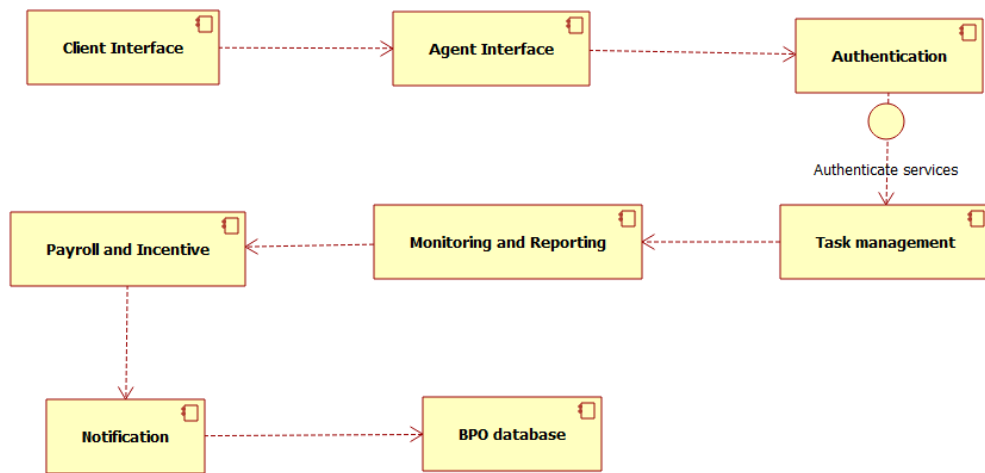 Client Interface
Agent Interface
Authentication
Authenticate services
Payroll and Incentive
Monitoring and Reporting
Task management
Notification
BPO database